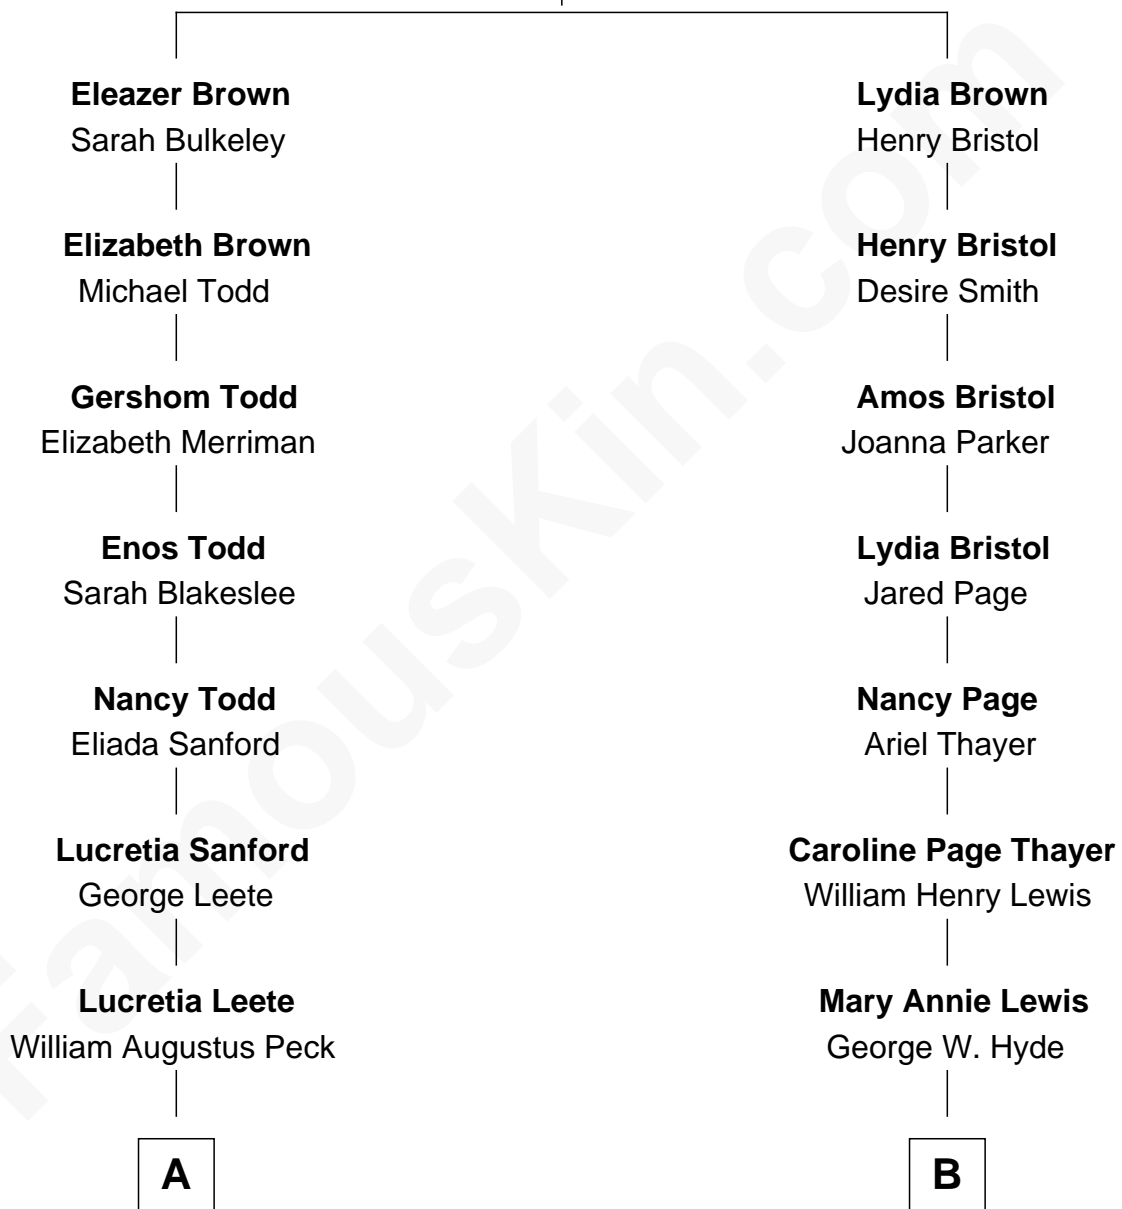 Eleazer Brown
Sarah Bulkeley
Elizabeth Brown
Michael Todd
Gershom Todd
Elizabeth Merriman
Enos Todd
Sarah Blakeslee
Nancy Todd
Eliada Sanford
Lucretia Sanford
George Leete
Lucretia Leete
William Augustus Peck
A
Lydia Brown
Henry Bristol
Henry Bristol
Desire Smith
Amos Bristol
Joanna Parker
Lydia Bristol
Jared Page
Nancy Page
Ariel Thayer
Caroline Page Thayer
William Henry Lewis
Mary Annie Lewis
George W. Hyde
B
FamousKin.com